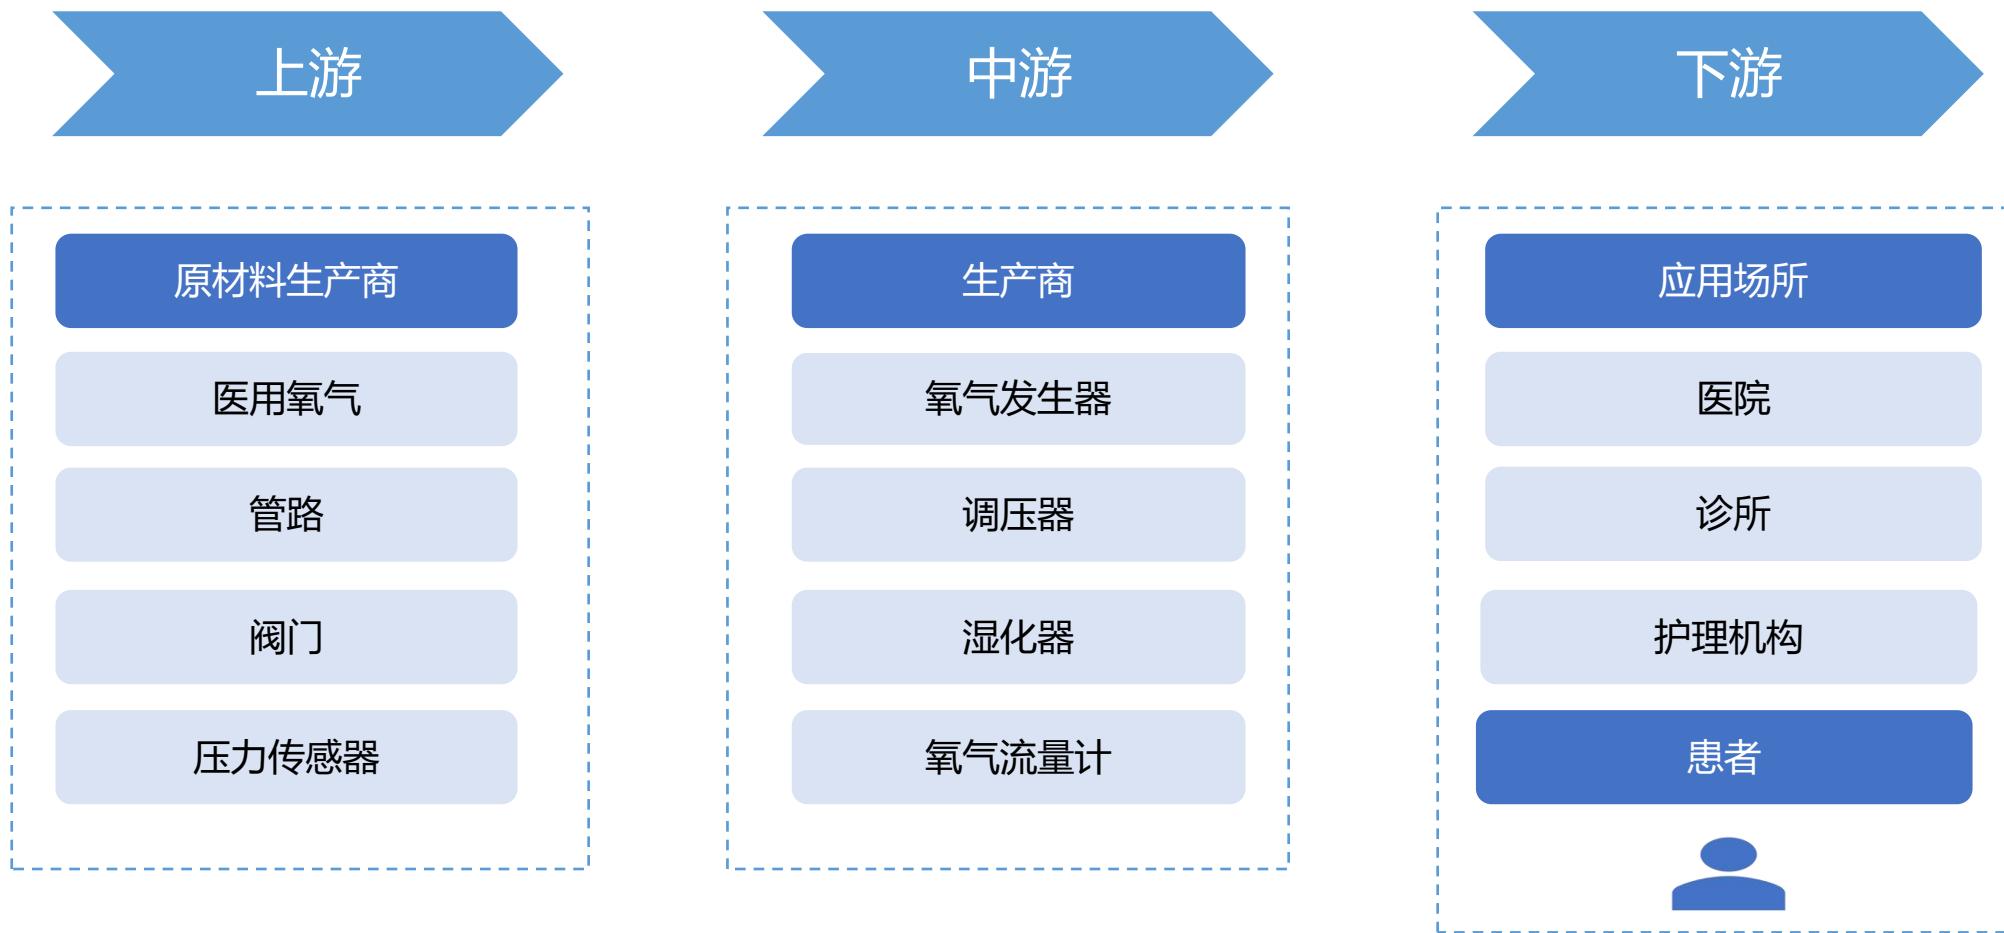 上游
中游
下游
原材料生产商
医用氧气
管路
阀门
压力传感器
生产商
氧气发生器
调压器
湿化器
氧气流量计
应用场所
医院
诊所
护理机构
患者